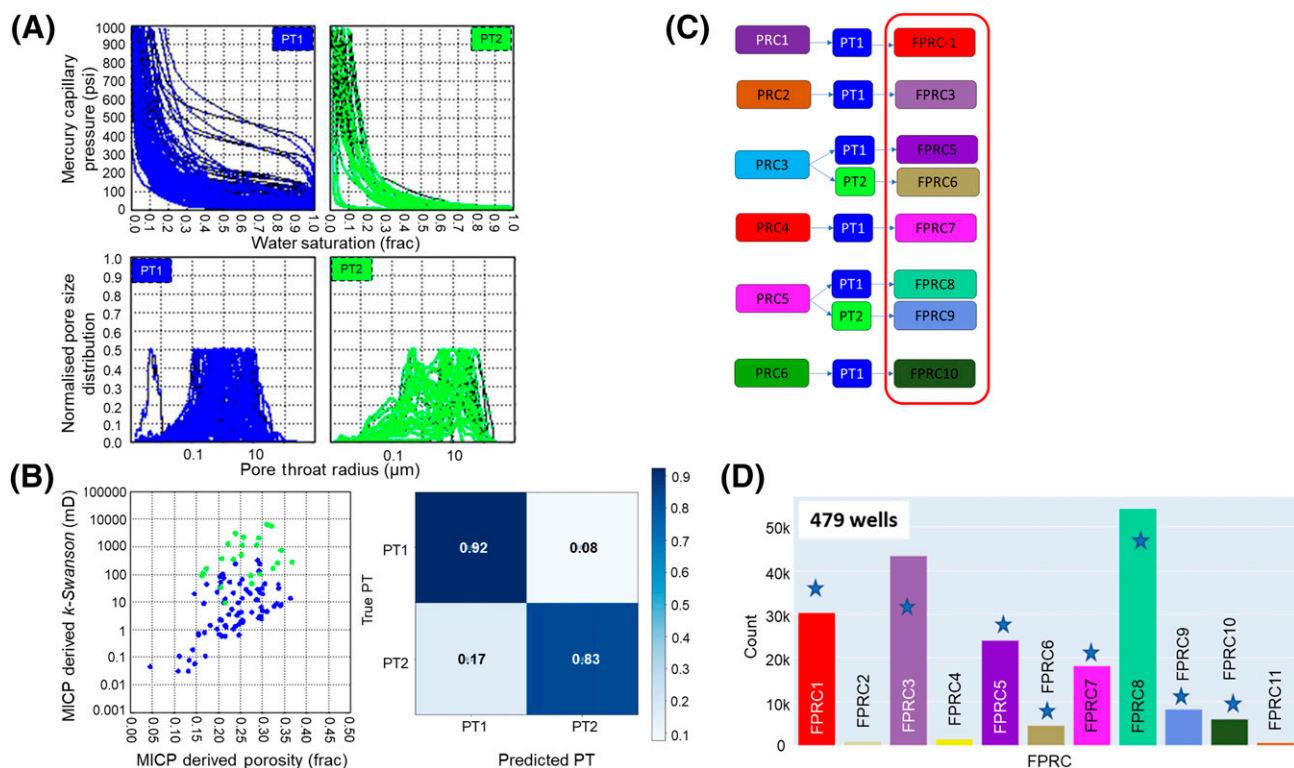 (A)
Mercury capillary
pressure (psi)
1000
900
800
700
600
500
400
300
200
100
0
PT1
PT2
0.0
0.1
0.2
0.3
0.4
0.5
0.6
0.7
0.8
0.9
1.0
0.0
0.1
0.2
0.3
0.4
0.5
0.6
0.7
0.8
0.9
1.0
Water saturation (frac)
Normalised pore size
distribution
1.0
0.9
0.8
0.7
0.6
0.5
0.4
0.3
0.2
0.1
0.0
PT1
PT2
0.1
10
0.1
10
Pore throat radius (µm)
(B)
MICP derived k-Swanson (mD)
100000
10000
1000
100
10
1
0.1
0.01
0.001
0.00
0.05
0.10
0.15
0.20
0.25
0.30
0.35
0.40
0.45
0.50
MICP derived porosity (frac)
True PT
PT1
PT2
0.92
0.08
0.17
0.83
PT1
PT2
Predicted PT
0.9
0.8
0.7
0.6
0.5
0.4
0.3
0.2
0.1
(C)
PRC1 PT1 FPRC-1
PRC2 PT1 FPRC3
PRC3 PT1 FPRC5
PT2 FPRC6
PRC4 PT1 FPRC7
PRC5 PT1 FPRC8
PT2 FPRC9
PRC6 PT1 FPRC10
(D)
479 wells
Count
50k
40k
30k
20k
10k
0
FPRC1
FPRC2
FPRC3
FPRC4
FPRC5
FPRC6
FPRC7
FPRC8
FPRC9
FPRC10
FPRC11
FPRC